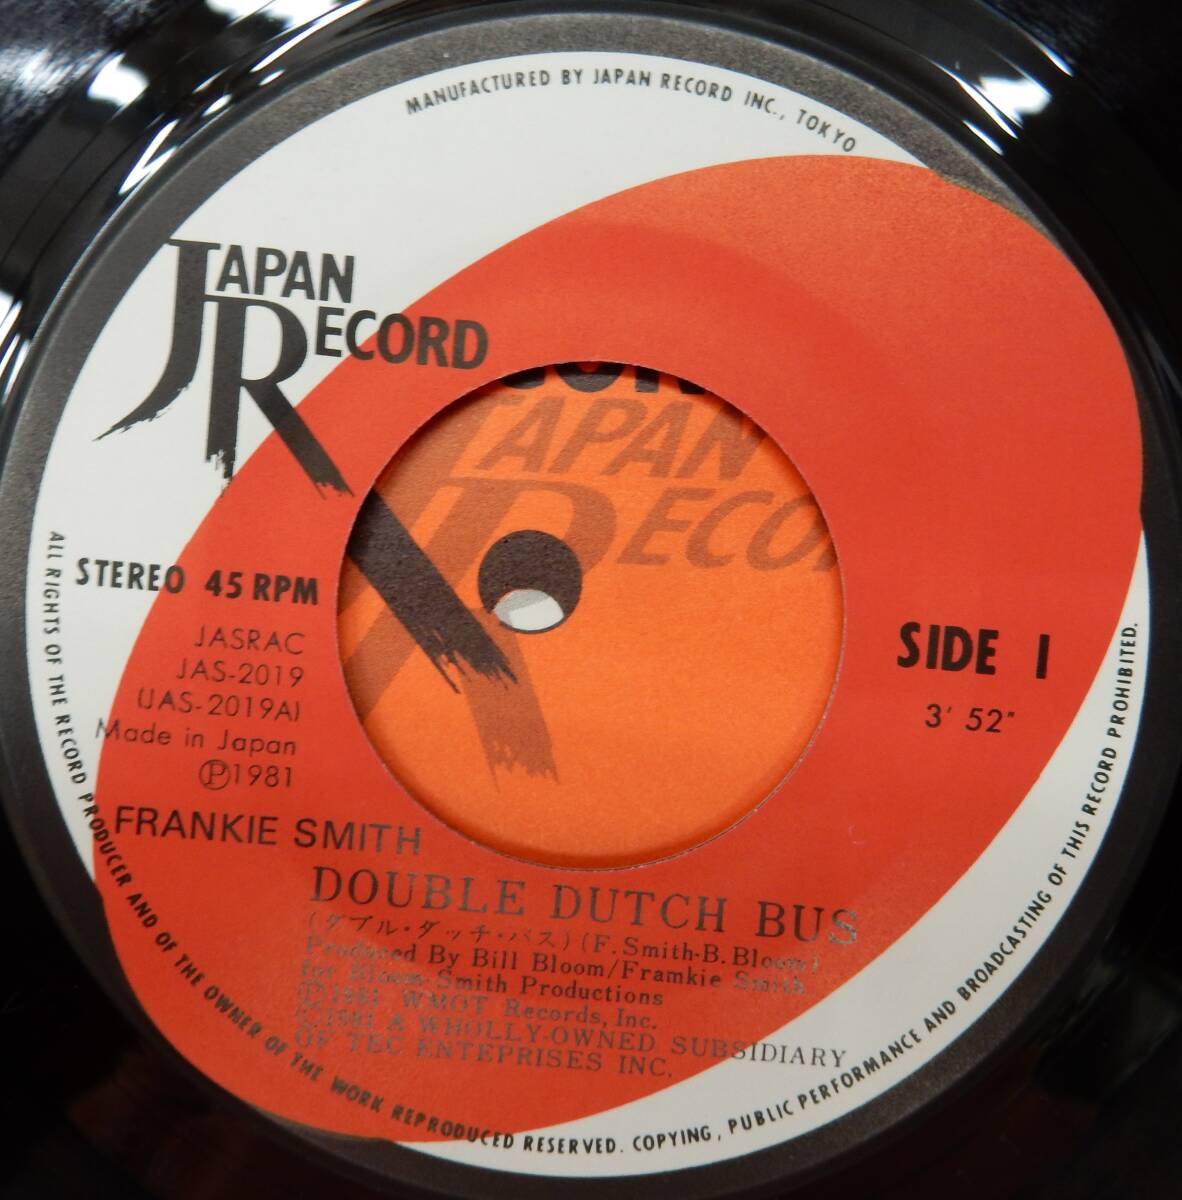 MANUFACTURED BY JAPAN RECORD INC., TOKYO
JAPAN
RECORD
JAPAN
RECO
STEREO 45 RPM
JASRAC
JAS-2019
(JAS-2019A)
Made in Japan
Ⓟ1981
SIDE 1
3' 52"
FRANKIE SMITH
DOUBLE DUTCH BUS
(ダブル・ダッチ・バス) (F. Smith-B. Bloom)
Produced By Bill Bloom/Framkie Smith
for Bloom-Smith Productions
Ⓟ1981 WMOT Records, Inc.
©1981 A WHOLLY-OWNED SUBSIDIARY
OF TEC ENTEPRISES INC.
ALL RIGHTS OF THE RECORD PRODUCER AND OF THE OWNER OF THE WORK REPRODUCED RESERVED. COPYING, PUBLIC PERFORMANCE AND BROADCASTING OF THIS RECORD PROHIBITED.